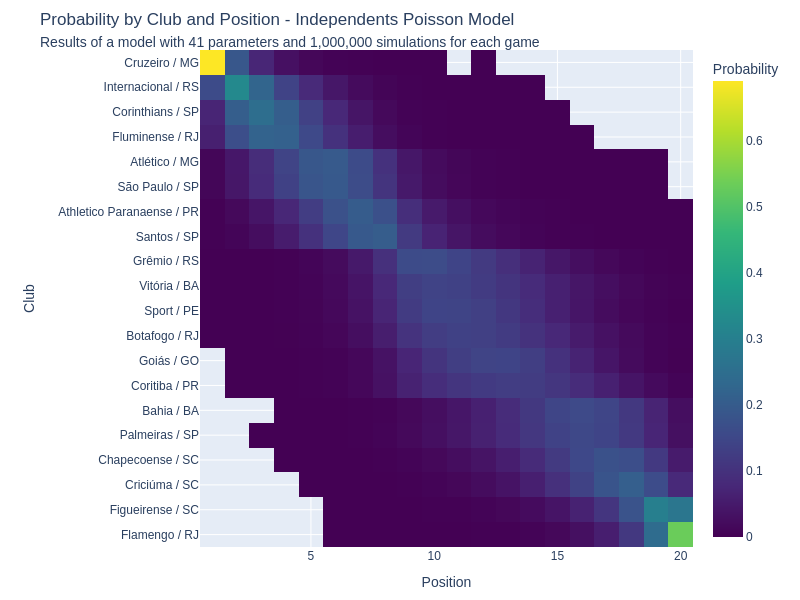 Probability by Club and Position - Independents Poisson Model
Results of a model with 41 parameters and 1,000,000 simulations for each game
Probability
Cruzeiro / MG
Internacional / RS
Corinthians / SP
Fluminense / RJ
Atlético / MG
São Paulo / SP
Athletico Paranaense / PR
Santos / SP
Grêmio / RS
Vitória / BA
Sport / PE
Botafogo / RJ
Goiás / GO
Coritiba / PR
Bahia / BA
Palmeiras / SP
Chapecoense / SC
Criciúma / SC
Figueirense / SC
Flamengo / RJ
Club
5 10 15 20
Position
0.6
0.5
0.4
0.3
0.2
0.1
0